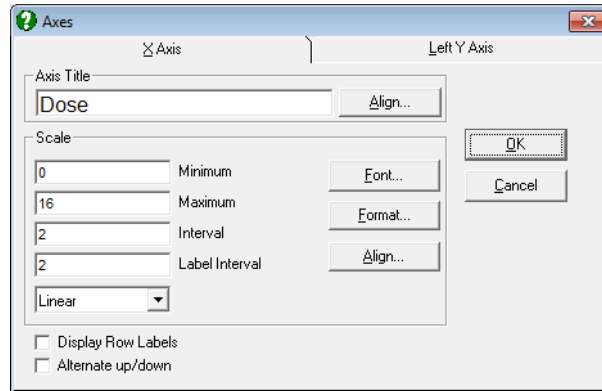 Axes
X Axis
Left Y Axis
Axis Title
Dose
Align...
Scale
0
Minimum
Font...
16
Maximum
Format...
2
Interval
2
Label Interval
Align...
Linear
OK
Cancel
Display Row Labels
Alternate up/down